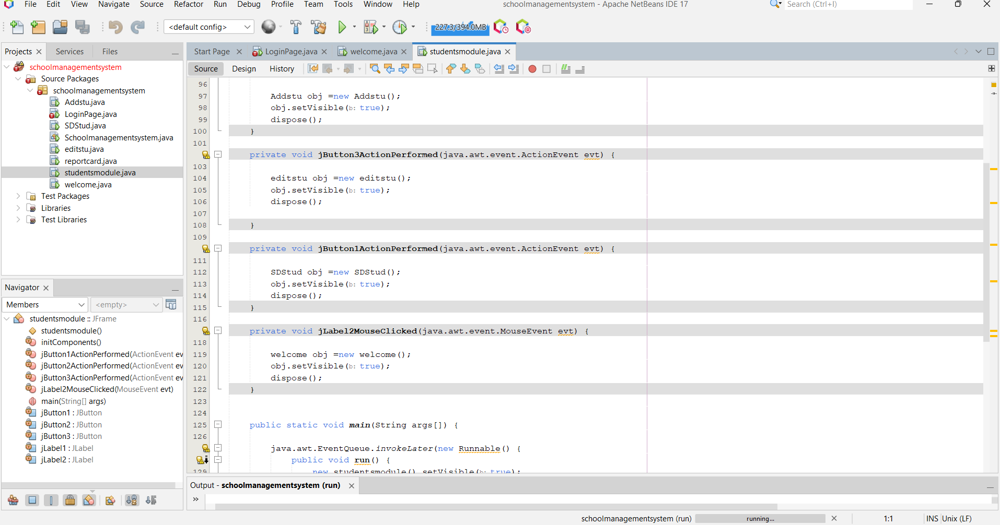 File Edit View Navigate Source Refactor Run Debug Profile Team Tools Window Help schoolmanagementsystem - Apache NetBeans IDE 17 Search (Ctrl+I)
<default config> 227.3/394.0MB
Projects Services Files
schoolmanagementsystem
Source Packages
schoolmanagementsystem
Addstu.java
LoginPage.java
SDStud.java
Schoolmanagementsystem.java
editstu.java
reportcard.java
studentsmodule.java
welcome.java
Test Packages
Libraries
Test Libraries
Navigator
Members <empty>
studentsmodule :: JFrame
studentsmodule()
initComponents()
jButton1ActionPerformed(ActionEvent ev
jButton2ActionPerformed(ActionEvent ev
jButton3ActionPerformed(ActionEvent ev
jLabel2MouseClicked(MouseEvent evt)
main(String[] args)
jButton1 : JButton
jButton2 : JButton
jButton3 : JButton
jLabel1 : JLabel
jLabel2 : JLabel
Start Page LoginPage.java welcome.java studentsmodule.java
Source Design History
96
97 Addstu obj =new Addstu();
98 obj.setVisible(b: true);
99 dispose();
100 }
101
private void jButton3ActionPerformed(java.awt.event.ActionEvent evt) {
103
104 editstu obj =new editstu();
105 obj.setVisible(b: true);
106 dispose();
107
108 }
109
private void jButton1ActionPerformed(java.awt.event.ActionEvent evt) {
111
112 SDStud obj =new SDStud();
113 obj.setVisible(b: true);
114 dispose();
115 }
116
private void jLabel2MouseClicked(java.awt.event.MouseEvent evt) {
118
119 welcome obj =new welcome();
120 obj.setVisible(b: true);
121 dispose();
122 }
123
124
125 public static void main(String args[]) {
126
java.awt.EventQueue.invokeLater(new Runnable() {
public void run() {
129 new studentsmodule().setVisible(b: true);
Output - schoolmanagementsystem (run)
schoolmanagementsystem (run) running... 1:1 INS Unix (LF)